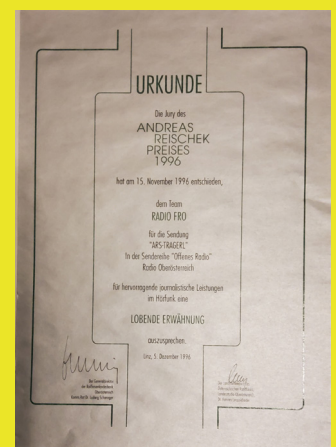 URKUNDE
Die Jury des
ANDREAS
REISCHEK
PREISES
1996
hat am 15. November 1996 entschieden,
dem Team
RADIO FRO
für die Sendung
"ARS-TRAGERL"
in der Sendereihe "Offenes Radio"
Radio Oberösterreich
für hervorragende journalistische Leistungen
im Hörfunk eine
LOBENDE ERWÄHNUNG
auszusprechen.
Linz, 5. Dezember 1996